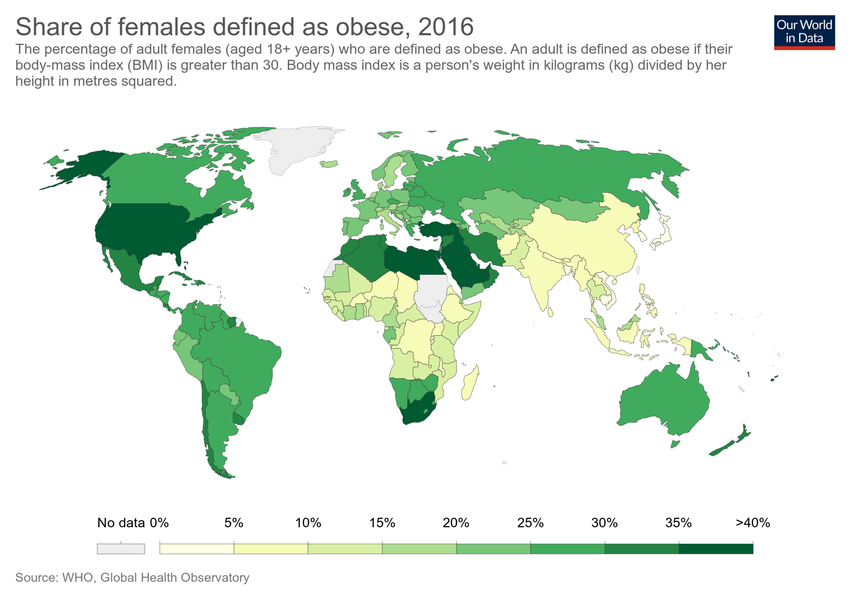 Share of females defined as obese, 2016
Our World
in Data
The percentage of adult females (aged 18+ years) who are defined as obese. An adult is defined as obese if their
body-mass index (BMI) is greater than 30. Body mass index is a person's weight in kilograms (kg) divided by her
height in metres squared.
No data 0% 5% 10% 15% 20% 25% 30% 35% >40%
Source: WHO, Global Health Observatory